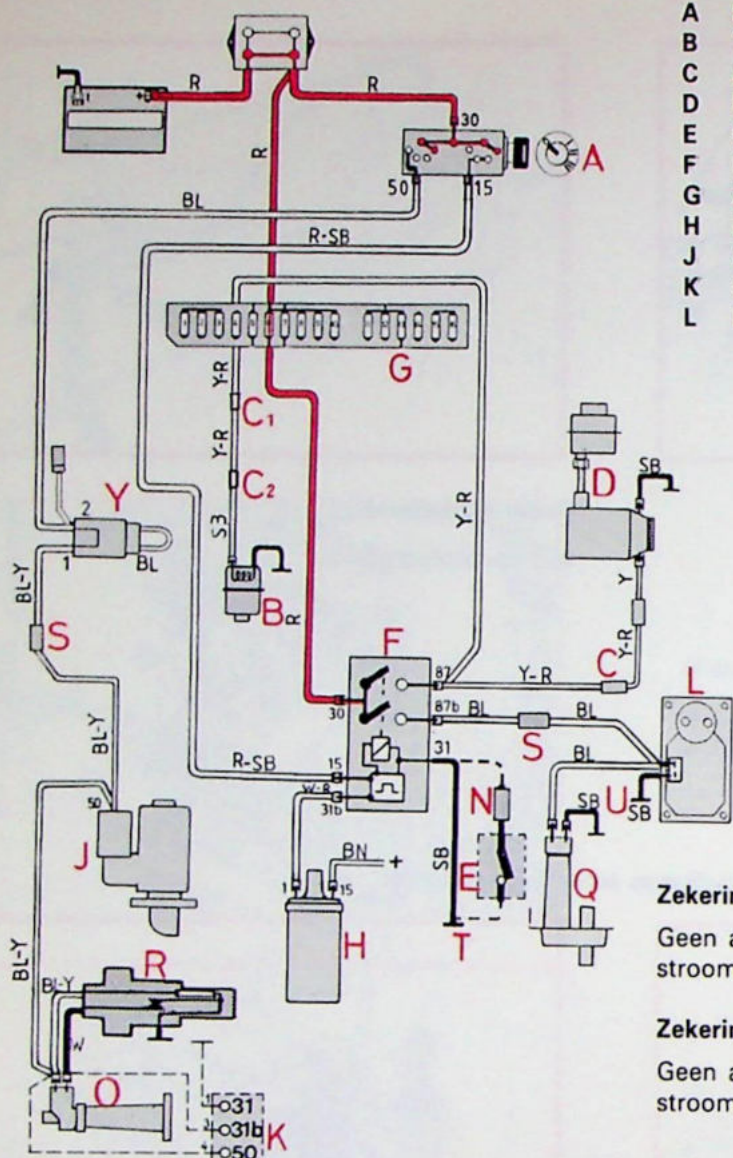 A
B
C
D
E
F
G
H
J
K
L
R
R
30
A
50
15
R
BL
R-SB
G
Y-R
C1
Y-R
C2
S3
B
R
Y
2
1
BL
BL-Y
S
BL-Y
D
SB
Y
Y-R
C
Y-R
Y-R
F
87
30
87b
BL
S
BL
L
31
15
R-SB
W-R
31b
BL
U
SB
SB
N
SB
E
Q
T
1
BN
+
15
H
50
J
BL-Y
BL-Y
R
W
O
31
31b
50
K
Zekerin
Geen a
stroom
Zekerin
Geen a
stroom